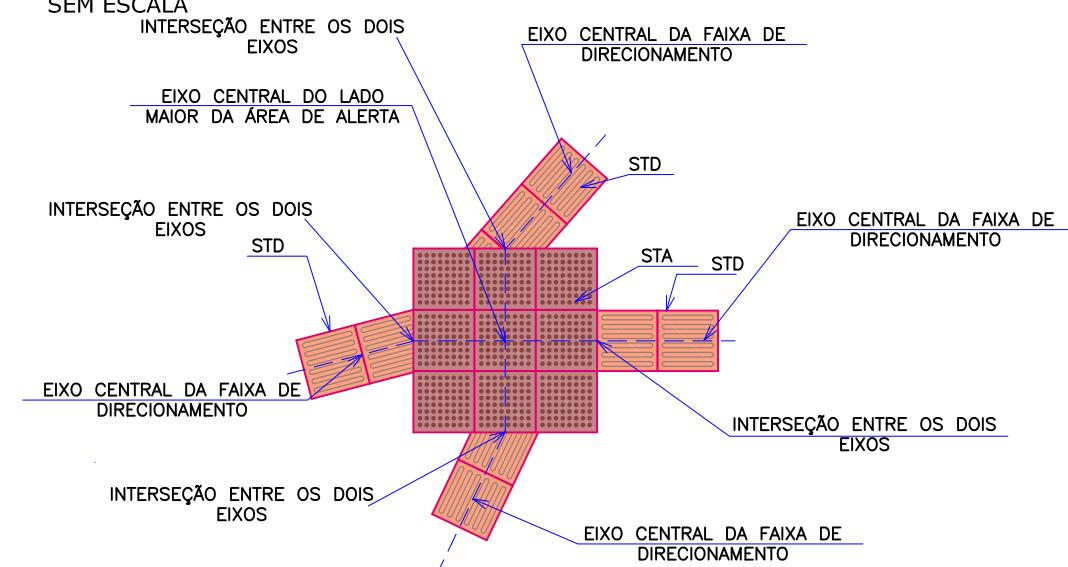 SEM ESCALA
INTERSEÇÃO ENTRE OS DOIS
EIXOS
EIXO CENTRAL DA FAIXA DE
DIRECIONAMENTO
EIXO CENTRAL DO LADO
MAIOR DA ÁREA DE ALERTA
STD
INTERSEÇÃO ENTRE OS DOIS
EIXOS
EIXO CENTRAL DA FAIXA DE
DIRECIONAMENTO
STD
STA
STD
EIXO CENTRAL DA FAIXA DE
DIRECIONAMENTO
INTERSEÇÃO ENTRE OS DOIS
EIXOS
INTERSEÇÃO ENTRE OS DOIS
EIXOS
EIXO CENTRAL DA FAIXA DE
DIRECIONAMENTO